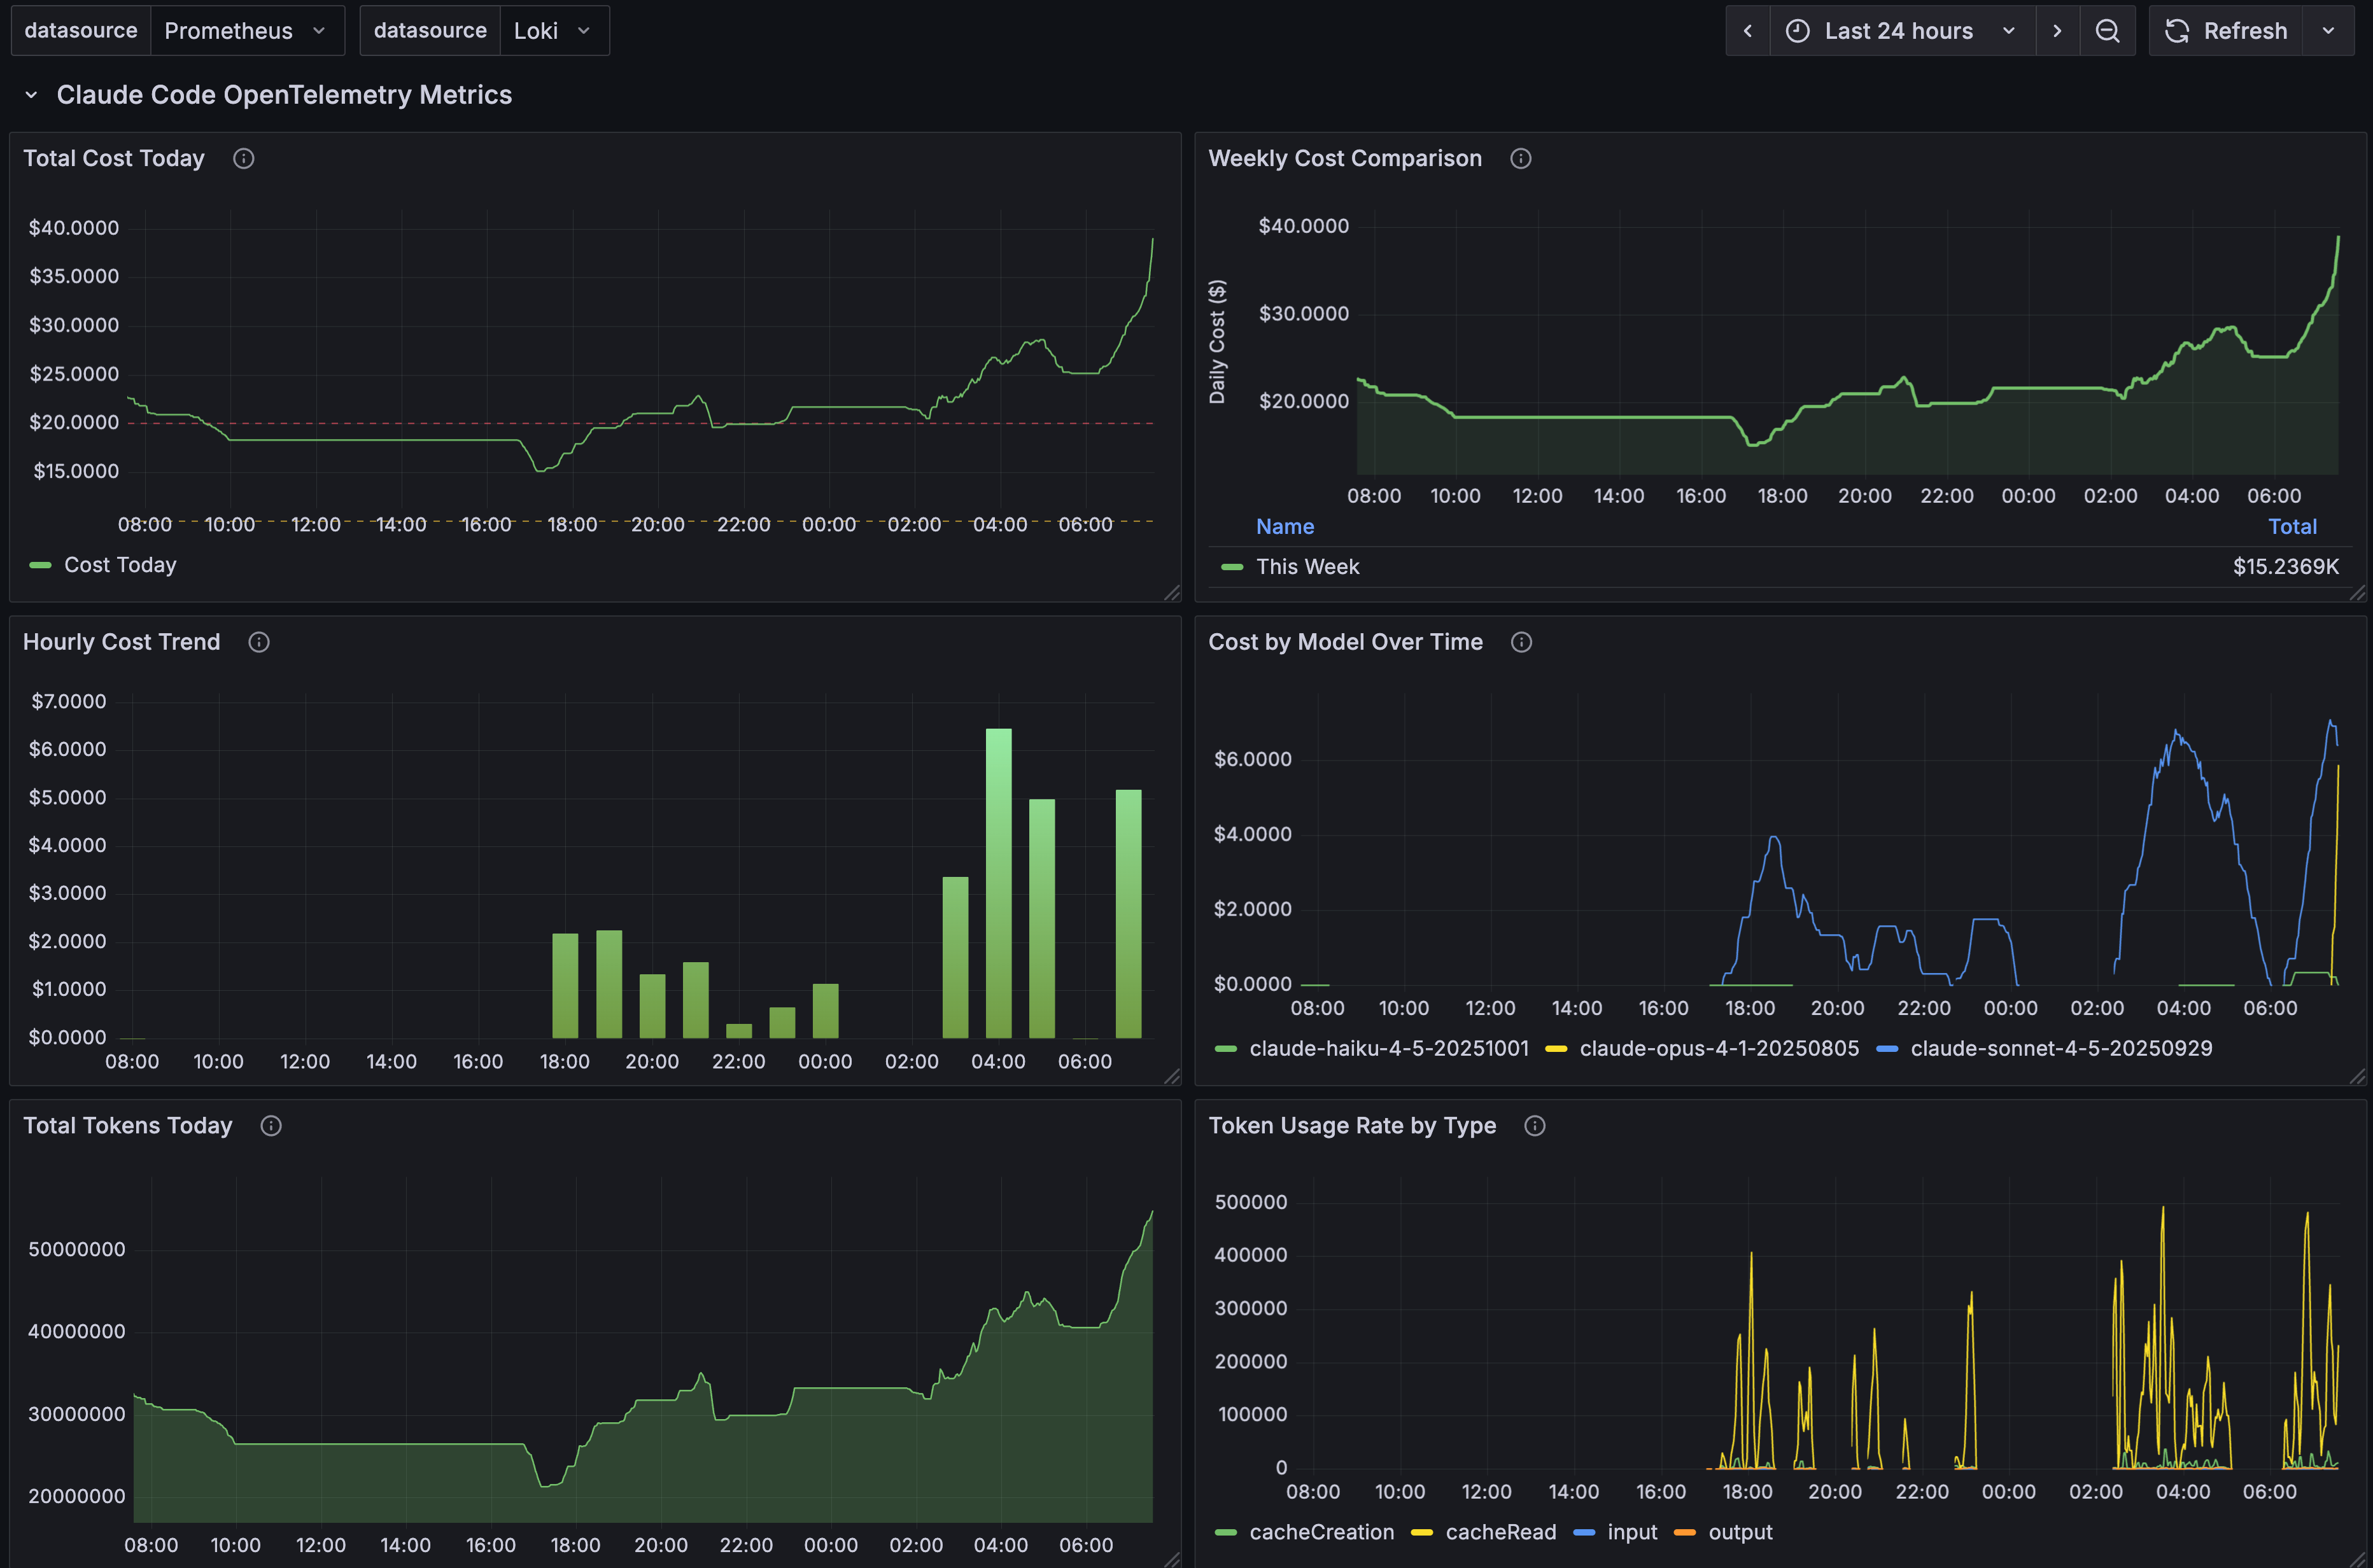 datasource Prometheus datasource Loki Last 24 hours Refresh
Claude Code OpenTelemetry Metrics
Total Cost Today
$40.0000
$35.0000
$30.0000
$25.0000
$20.0000
$15.0000
08:00 10:00 12:00 14:00 16:00 18:00 20:00 22:00 00:00 02:00 04:00 06:00
Cost Today
Weekly Cost Comparison
Daily Cost ($)
$40.0000
$30.0000
$20.0000
08:00 10:00 12:00 14:00 16:00 18:00 20:00 22:00 00:00 02:00 04:00 06:00
Name Total
This Week $15.2369K
Hourly Cost Trend
$7.0000
$6.0000
$5.0000
$4.0000
$3.0000
$2.0000
$1.0000
$0.0000
08:00 10:00 12:00 14:00 16:00 18:00 20:00 22:00 00:00 02:00 04:00 06:00
Cost by Model Over Time
$6.0000
$4.0000
$2.0000
$0.0000
08:00 10:00 12:00 14:00 16:00 18:00 20:00 22:00 00:00 02:00 04:00 06:00
claude-haiku-4-5-20251001 claude-opus-4-1-20250805 claude-sonnet-4-5-20250929
Total Tokens Today
50000000
40000000
30000000
20000000
08:00 10:00 12:00 14:00 16:00 18:00 20:00 22:00 00:00 02:00 04:00 06:00
Token Usage Rate by Type
500000
400000
300000
200000
100000
0
08:00 10:00 12:00 14:00 16:00 18:00 20:00 22:00 00:00 02:00 04:00 06:00
cacheCreation cacheRead input output